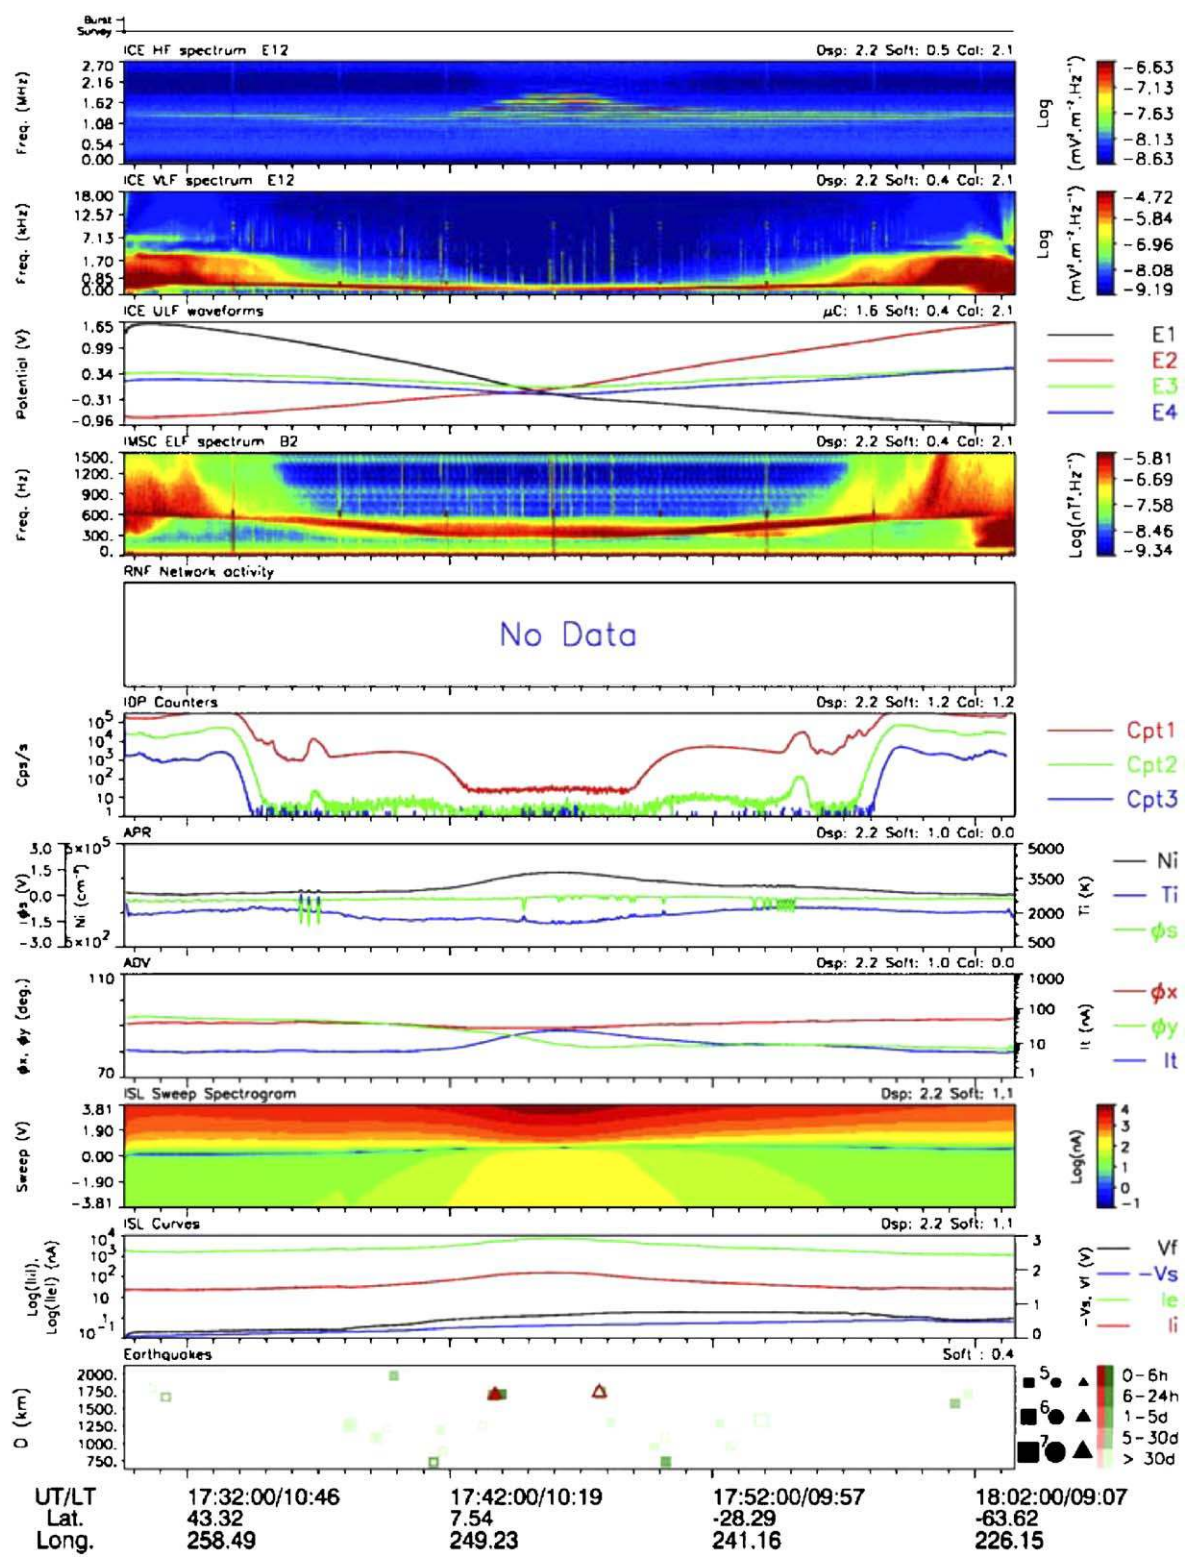 Burst
Survey
ICE HF spectrum E12 Dsp: 2.2 Soft: 0.5 Cal: 2.1
Freq. (MHz)
2.70
2.16
1.62
1.08
0.54
0.00
Log
(mV².m⁻².Hz⁻¹)
-6.63
-7.13
-7.63
-8.13
-8.63
ICE VLF spectrum E12 Dsp: 2.2 Soft: 0.4 Cal: 2.1
Freq. (kHz)
18.00
12.57
7.13
1.70
0.85
0.00
Log
(mV².m⁻².Hz⁻¹)
-4.72
-5.84
-6.96
-8.08
-9.19
ICE ULF waveforms µC: 1.6 Soft: 0.4 Cal: 2.1
Potential (V)
1.65
0.99
0.34
-0.31
-0.96
E1
E2
E3
E4
IMSC ELF spectrum B2 Dsp: 2.2 Soft: 0.4 Cal: 2.1
Freq. (Hz)
1500.
1200.
900.
600.
300.
0.
Log(nT².Hz⁻¹)
-5.81
-6.69
-7.58
-8.46
-9.34
RNF Network activity
No Data
IDP Counters Dsp: 2.2 Soft: 1.2 Cal: 1.2
Cps/s
10⁵
10⁴
10³
10²
10
1
Cpt1
Cpt2
Cpt3
APR Dsp: 2.2 Soft: 1.0 Cal: 0.0
ϕs (V)
3.0
1.5
0.0
-1.5
-3.0
Ni (cm⁻³)
5×10⁵
5×10²
5000
3500
2000
500
Ti (K)
Ni
Ti
ϕs
ADV Dsp: 2.2 Soft: 1.0 Cal: 0.0
ϕx, ϕy (deg.)
110
70
1000
100
10
1
It (nA)
ϕx
ϕy
It
ISL Sweep Spectrogram Dsp: 2.2 Soft: 1.1
Sweep (V)
3.81
1.90
0.00
-1.90
-3.81
Log(nA)
4
3
2
1
0
-1
ISL Curves Dsp: 2.2 Soft: 1.1
Log(|Ii|),
Log(|Ie|) (nA)
10⁴
10³
10²
10
10⁻¹
3
2
1
0
-Vs, Vf (V)
Vf
-Vs
Ie
Ii
Earthquakes Soft : 0.4
D (km)
2000.
1750.
1500.
1250.
1000.
750.
5
6
7
0-6h
6-24h
1-5d
5-30d
> 30d
UT/LT 17:32:00/10:46 17:42:00/10:19 17:52:00/09:57 18:02:00/09:07
Lat. 43.32 7.54 -28.29 -63.62
Long. 258.49 249.23 241.16 226.15